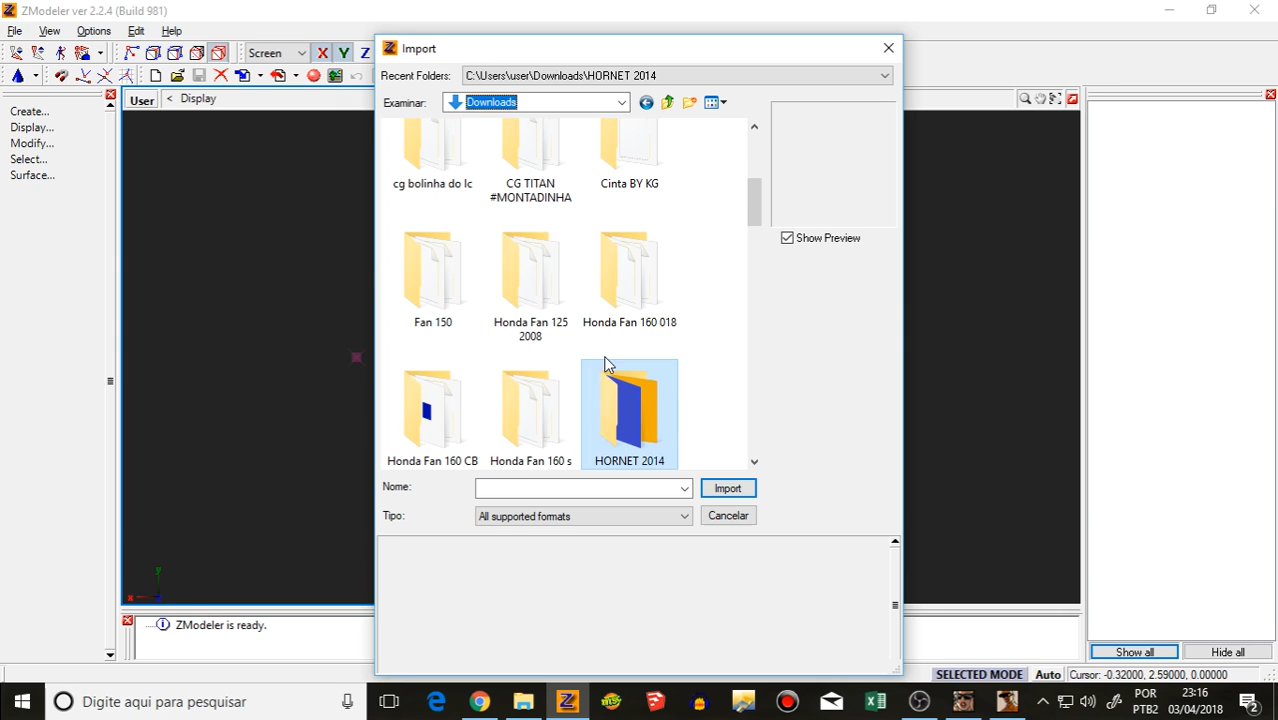 ZModeler ver 2.2.4 (Build 981)
File View Options Help
Screen X Y Z
User < Display
Create...
Display...
Modify...
Select...
Surface...
Import
Recent Folders: C:\Users\user\Downloads\HORNET 2014
Examinar: Downloads
cg bolinha do lc
CG TITAN
#MONTADINHA
Cinta BY KG
Fan 150
Honda Fan 125
2008
Honda Fan 160 018
Honda Fan 160 CB
Honda Fan 160 s
HORNET 2014
Show Preview
Nome:
Import
Tipo: All supported formats
Cancelar
ZModeler is ready.
Show all
Hide all
SELECTED MODE Auto Cursor: -0.32000, 2.59000, 0.00000
Digite aqui para pesquisar
POR
PTB2
23:16
03/04/2018
2